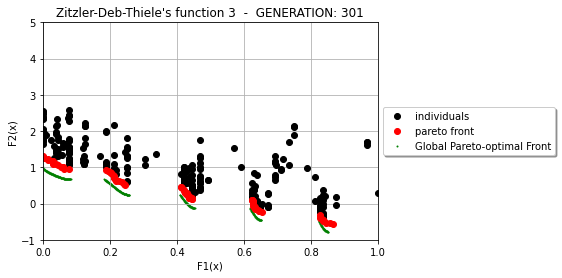 Zitzler-Deb-Thiele's function 3 - GENERATION: 301
5
4
3
2
1
0
−1
F2(x)
0.0 0.2 0.4 0.6 0.8 1.0
F1(x)
individuals
pareto front
Global Pareto-optimal Front